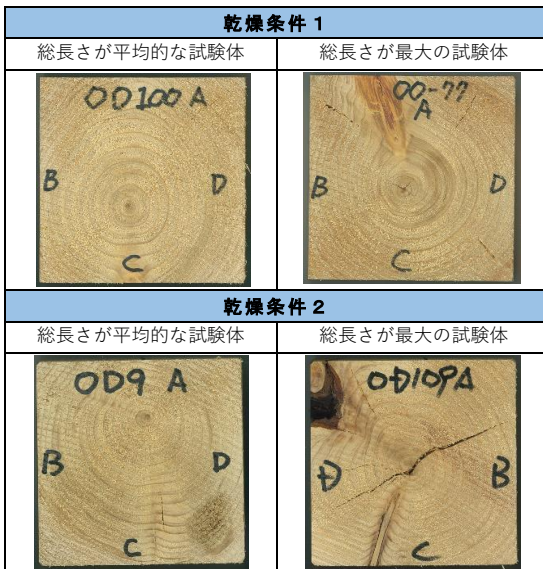 乾燥条件1
総長さが平均的な試験体 総長さが最大の試験体
OD100 A
B D
C
OO-77
A
B D
C
乾燥条件2
総長さが平均的な試験体 総長さが最大の試験体
OD9 A
B D
C
OD109A
D B
C